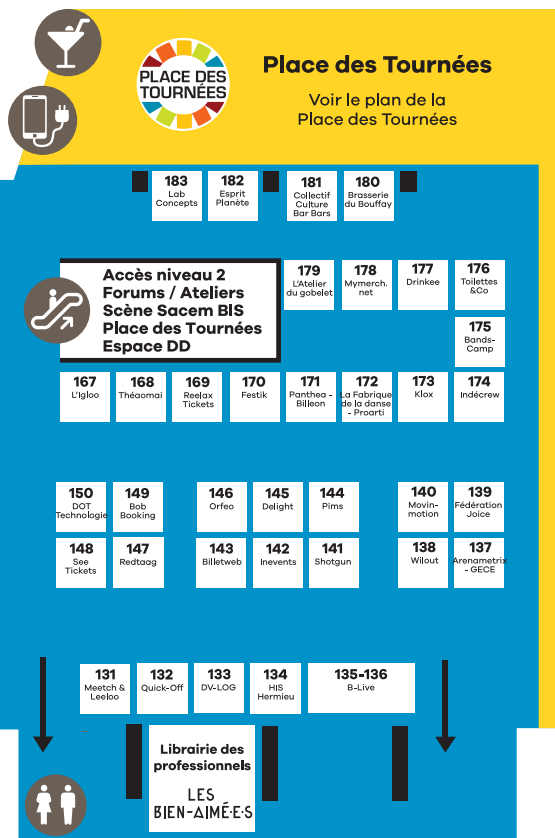 PLACE DES
TOURNÉES
Place des Tournées
Voir le plan de la
Place des Tournées
183
Lab
Concepts
182
Esprit
Planète
181
Collectif
Culture
Bar Bars
180
Brasserie
du Bouffay
Accès niveau 2
Forums / Ateliers
Scène Sacem BIS
Place des Tournées
Espace DD
179
L'Atelier
du gobelet
178
Mymerch.
net
177
Drinkee
176
Toilettes
&Co
175
Bands-
Camp
167
L'Igloo
168
Théaomai
169
Reelax
Tickets
170
Festik
171
Panthea -
Billeon
172
La Fabrique
de la danse
- Proarti
173
Klox
174
Indécrew
150
DOT
Technologie
149
Bob
Booking
146
Orfeo
145
Delight
144
Pims
140
Movin-
motion
139
Fédération
Joice
148
See
Tickets
147
Redtaag
143
Billetweb
142
Inevents
141
Shotgun
138
Wilout
137
Arenametrix
- GECE
131
Meetch &
Leeloo
132
Quick-Off
133
DV-LOG
134
HIS
Hermieu
135-136
B-Live
Librairie des
professionnels
LES
BIEN-AIMÉ·E·S